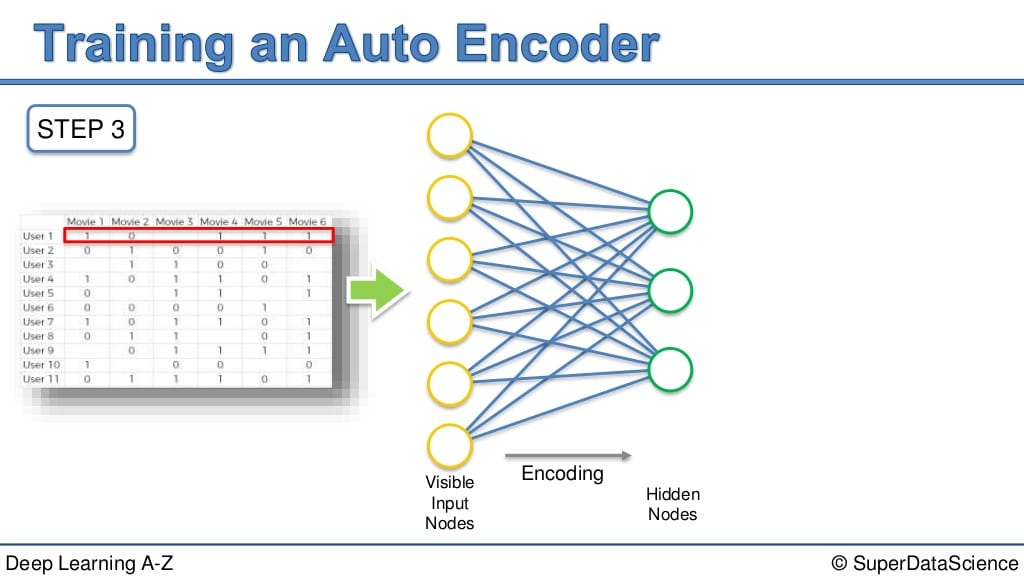 Training an Auto Encoder
STEP 3
Movie 1 Movie 2 Movie 3 Movie 4 Movie 5 Movie 6
User 1 1 0 1 1 1
User 2 0 1 0 0 1 0
User 3 1 1 0 0
User 4 1 0 1 1 0 1
User 5 0 1 1 1
User 6 0 0 0 0 1
User 7 1 0 1 1 0 1
User 8 0 1 1 0 1
User 9 0 1 1 1 1
User 10 1 0 0 0
User 11 0 1 1 1 0 1
Encoding
Visible
Input
Nodes
Hidden
Nodes
Deep Learning A-Z
© SuperDataScience